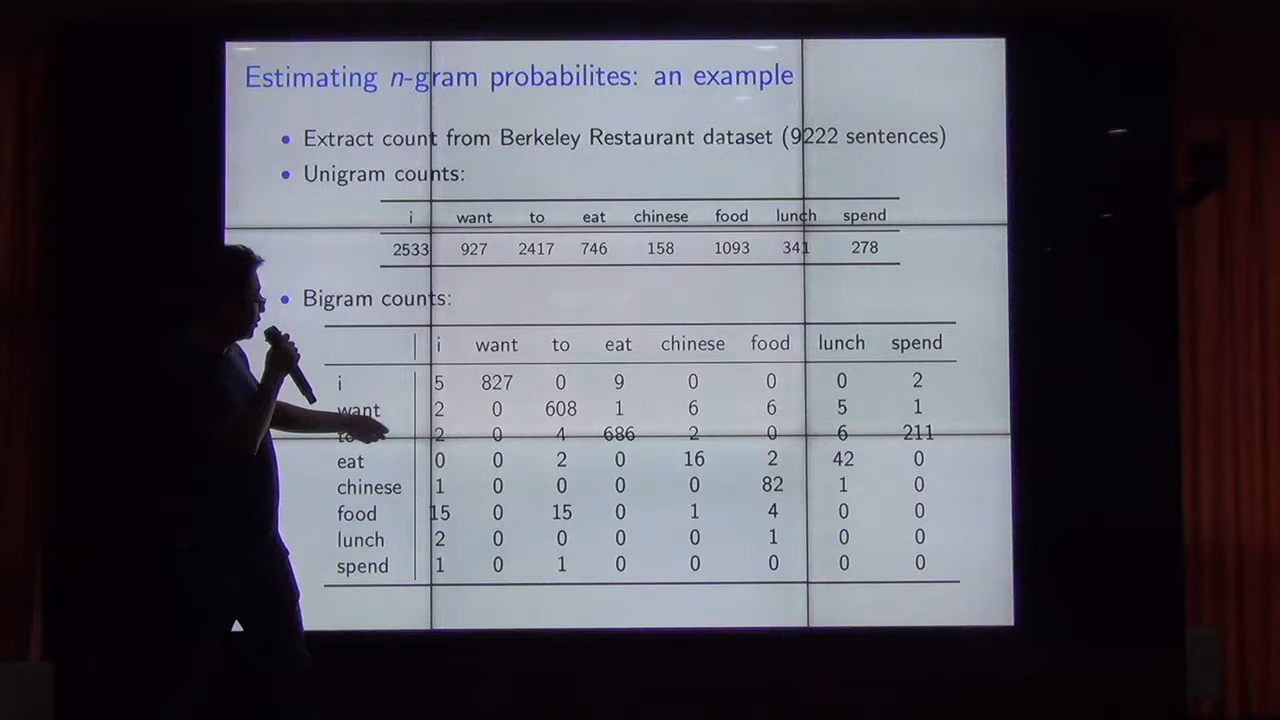 Estimating n-gram probabilites: an example
• Extract count from Berkeley Restaurant dataset (9222 sentences)
• Unigram counts:
i want to eat chinese food lunch spend
2533 927 2417 746 158 1093 341 278
• Bigram counts:
i want to eat chinese food lunch spend
i 5 827 0 9 0 0 0 2
want 2 0 608 1 6 6 5 1
to 2 0 4 686 2 0 6 211
eat 0 0 2 0 16 2 42 0
chinese 1 0 0 0 0 82 1 0
food 15 0 15 0 1 4 0 0
lunch 2 0 0 0 0 1 0 0
spend 1 0 1 0 0 0 0 0